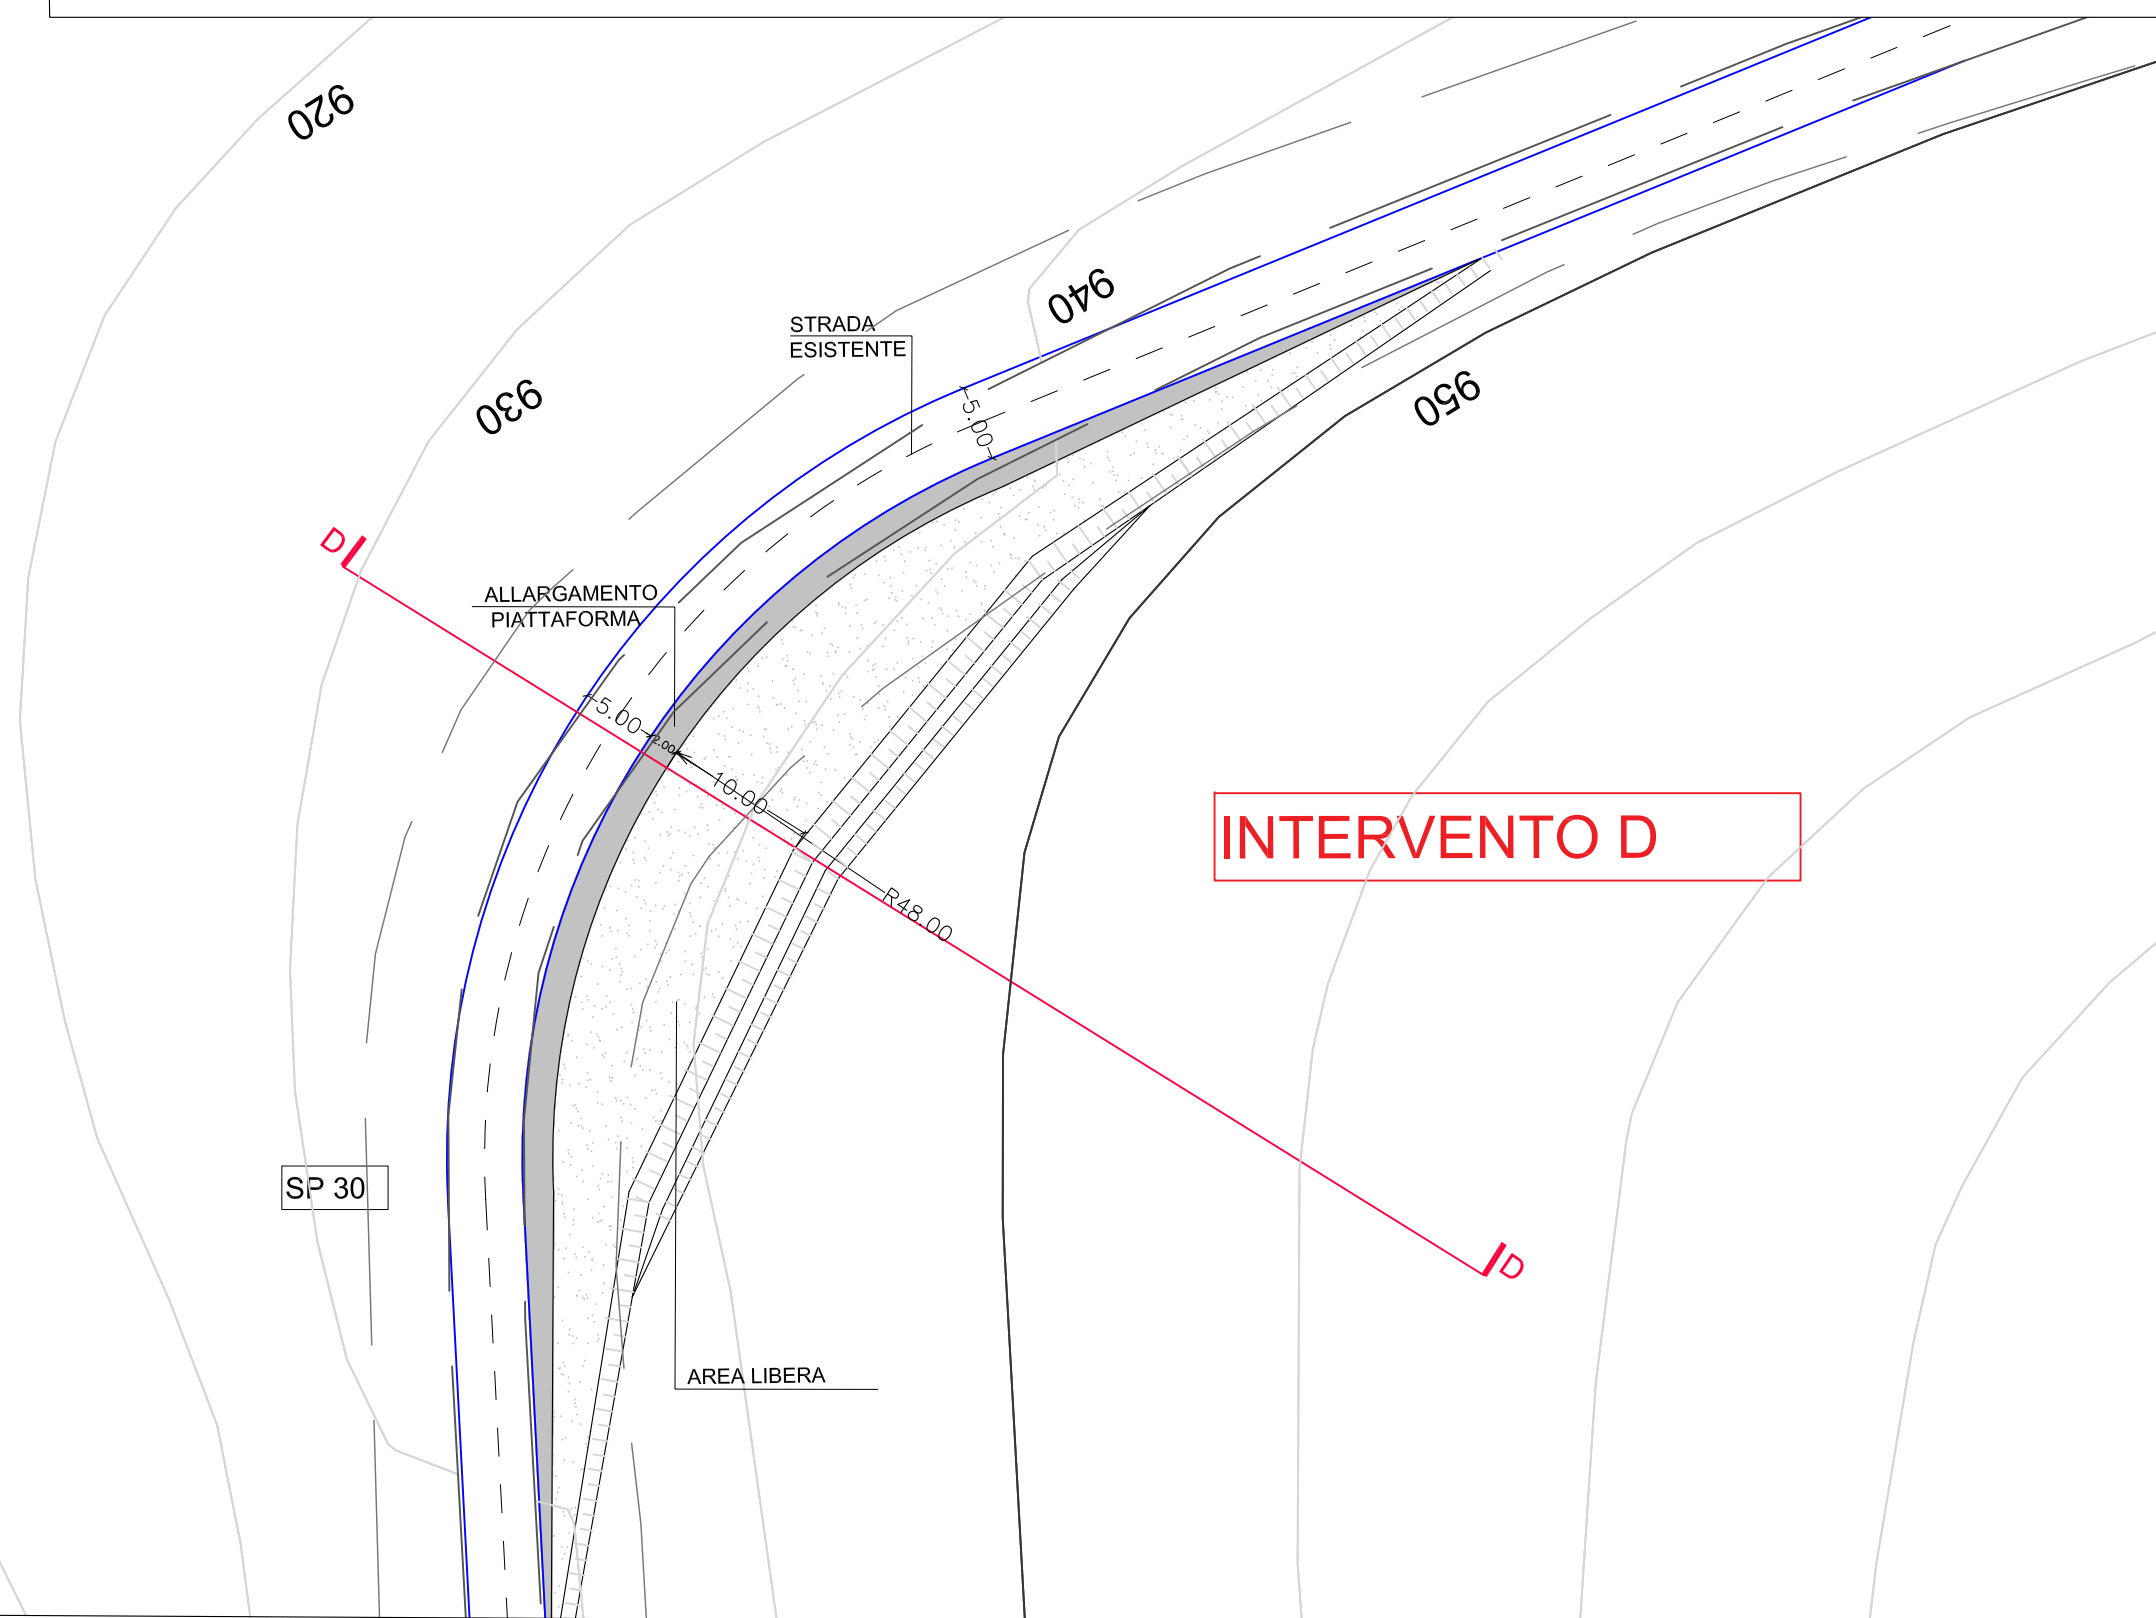 920
940
STRADA
ESISTENTE
930
950
5.00
D
ALLARGAMENTO
PIATTAFORMA
5.00
2.00
10.00
INTERVENTO D
R48.00
SP 30
D
AREA LIBERA